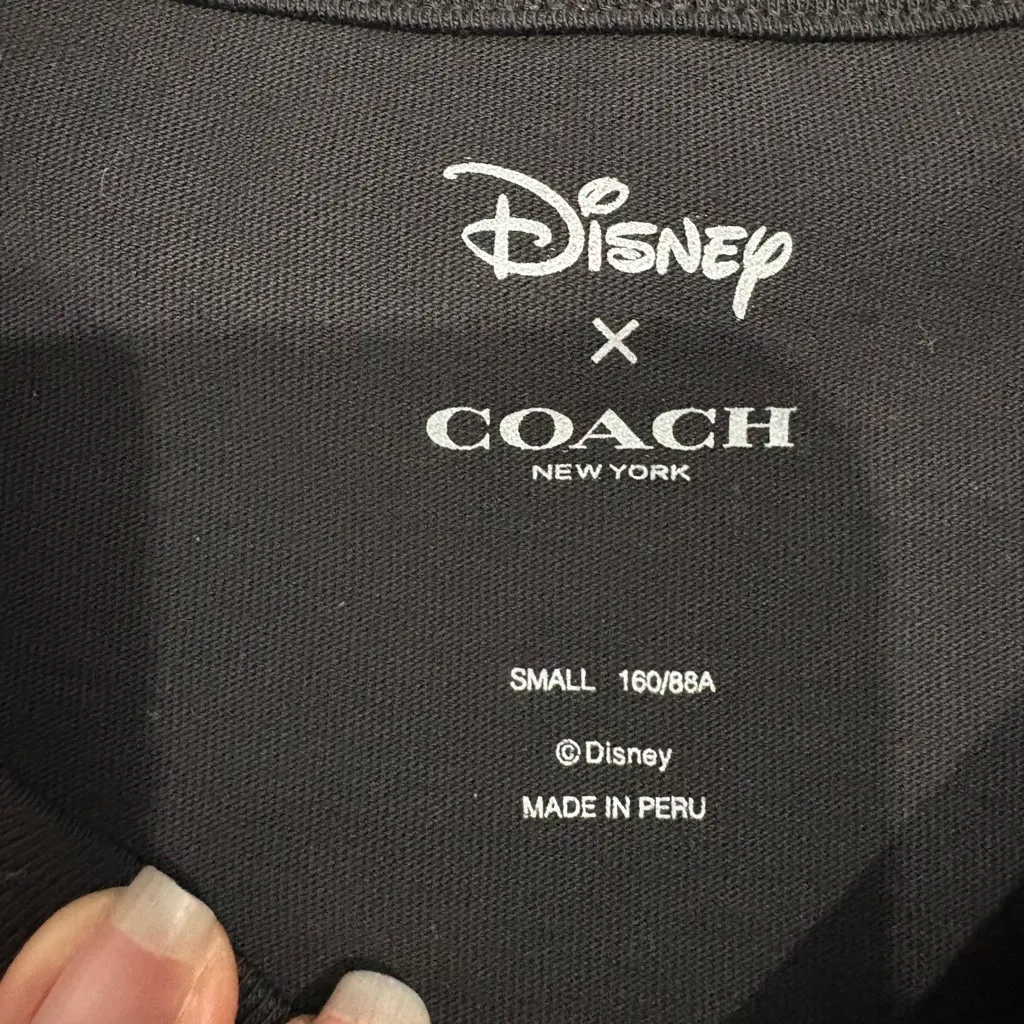 Disney
×
COACH
NEW YORK
SMALL 160/88A
©Disney
MADE IN PERU